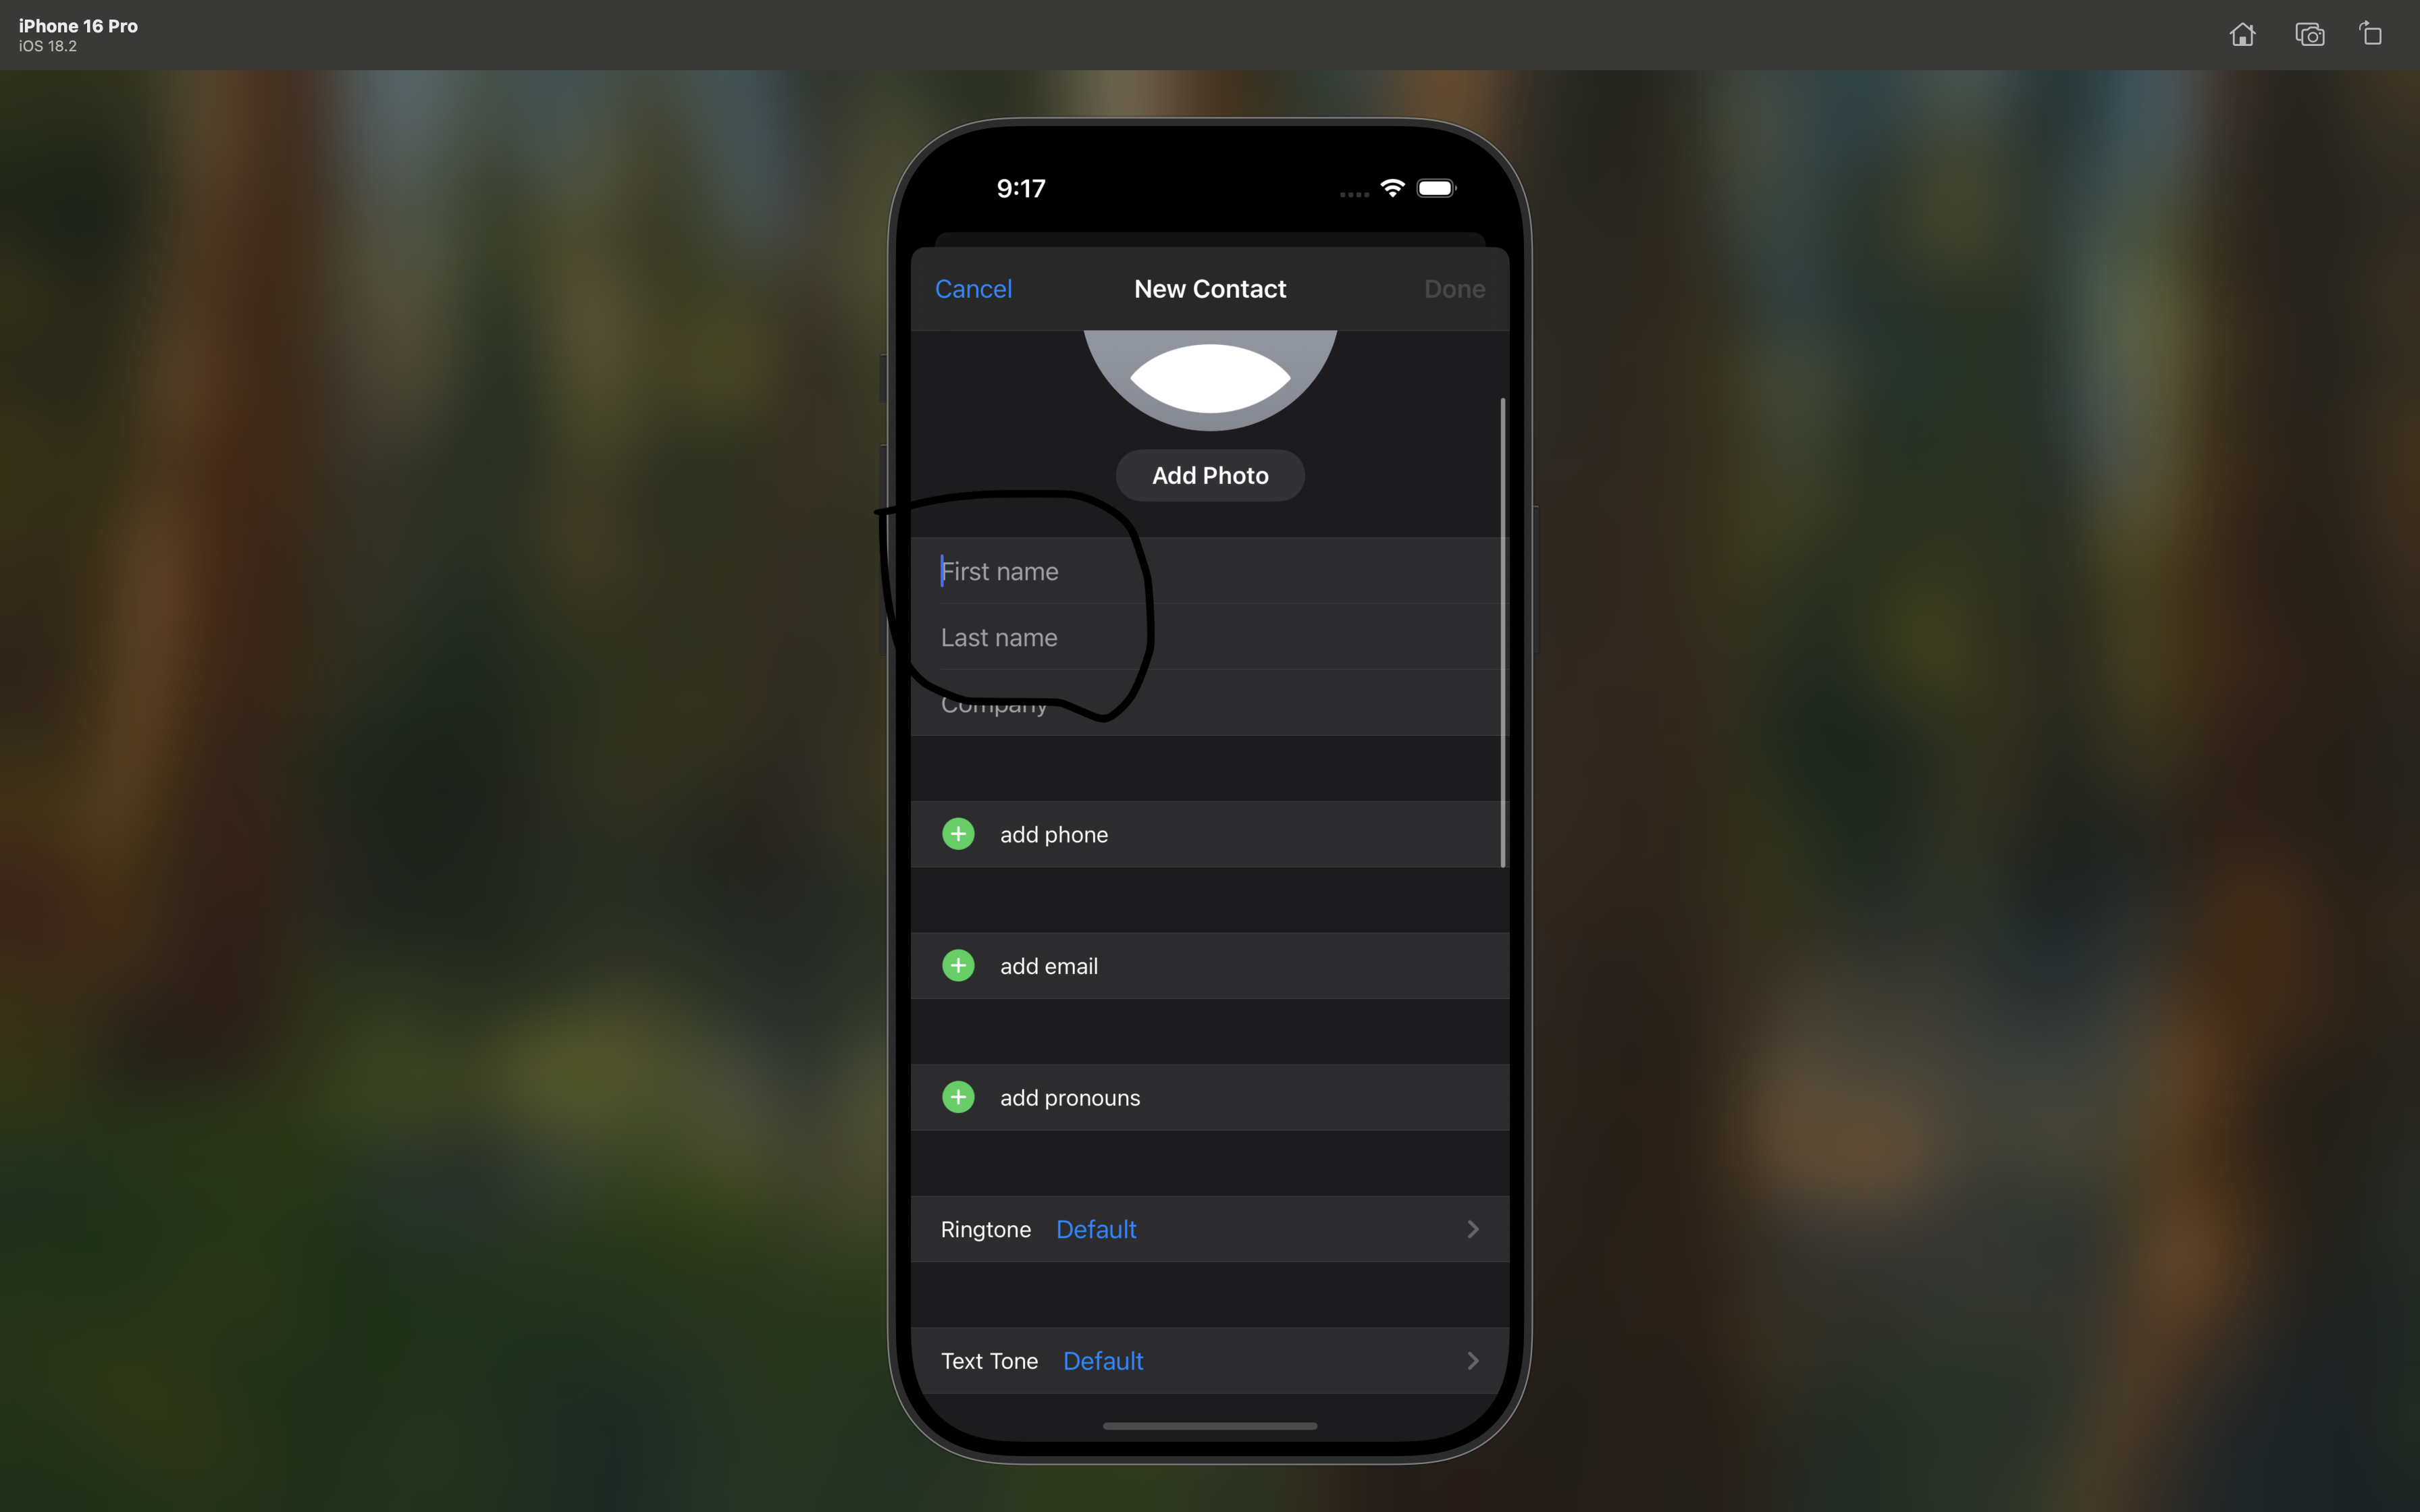 iPhone 16 Pro
iOS 18.2
9:17
Cancel New Contact Done
Add Photo
First name
Last name
Company
add phone
add email
add pronouns
Ringtone Default
Text Tone Default